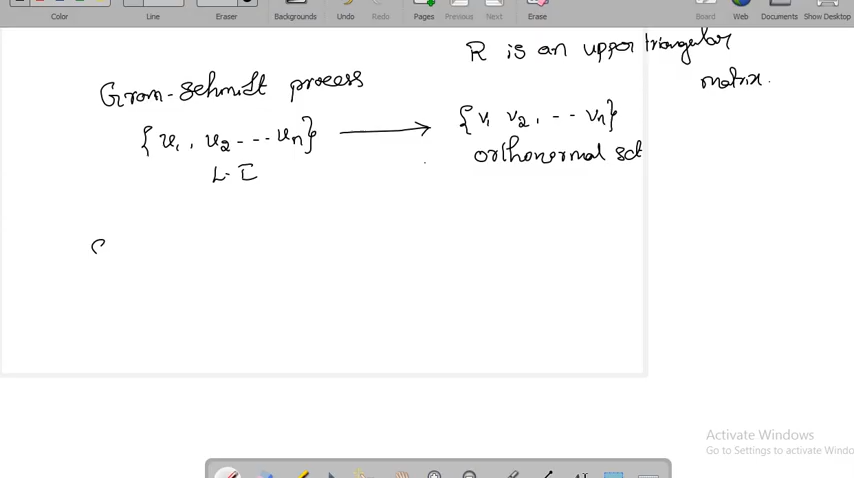 Color Line Eraser Backgrounds Undo Redo Pages Previous Next Erase Board Web Documents Show Desktop
R is an upper triangular
matrix.
Gram-Schmidt process
{ u1, u2 --- un} → { v1 v2, -- vn}
L.I orthonormal set
Activate Windows
Go to Settings to activate Windo